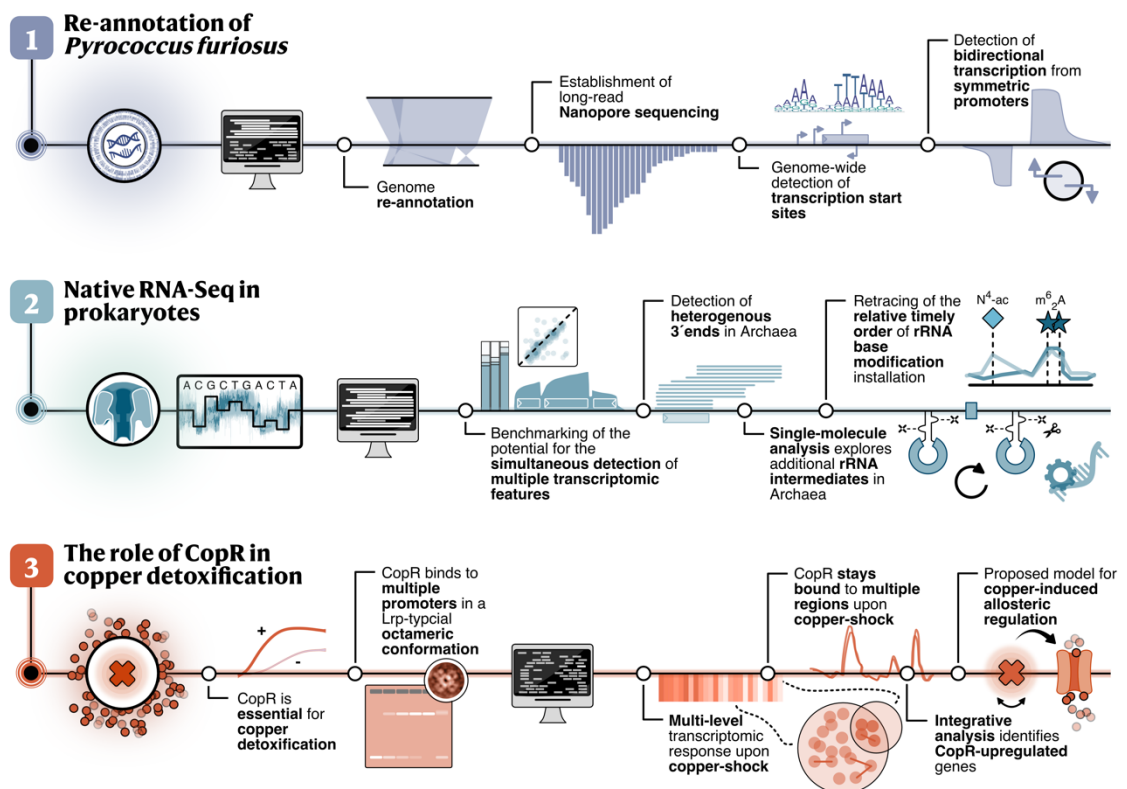 1
Re-annotation of
Pyrococcus furiosus
Genome
re-annotation
Establishment of
long-read
Nanopore sequencing
Genome-wide
detection of
transcription start
sites
Detection of
bidirectional
transcription from
symmetric
promoters
2
Native RNA-Seq in
prokaryotes
A C G C T G A C T A
Benchmarking of the
potential for the
simultaneous detection of
multiple transcriptomic
features
Detection of
heterogenous
3´ends in Archaea
Single-molecule
analysis explores
additional rRNA
intermediates in
Archaea
Retracing of the
relative timely
order of rRNA
base
modification
installation
N⁴-ac
m⁶₂A
3
The role of CopR in
copper detoxification
+
-
CopR is
essential for
copper
detoxification
CopR binds to
multiple
promoters in a
Lrp-typcial
octameric
conformation
Multi-level
transcriptomic
response upon
copper-shock
CopR stays
bound to multiple
regions upon
copper-shock
Integrative
analysis identifies
CopR-upregulated
genes
Proposed model for
copper-induced
allosteric
regulation